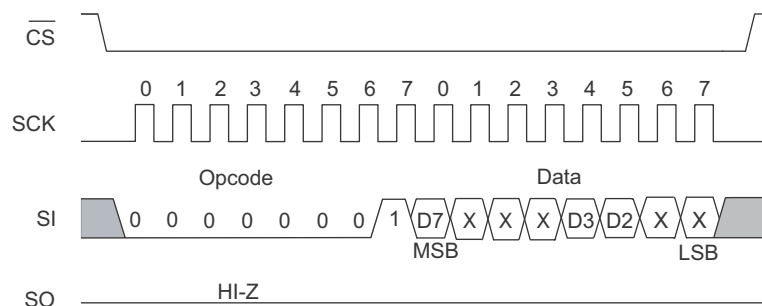 CS
0 1 2 3 4 5 6 7 0 1 2 3 4 5 6 7
SCK
Opcode Data
SI 0 0 0 0 0 0 0 1 D7 X X X D3 D2 X X
MSB LSB
HI-Z
SO